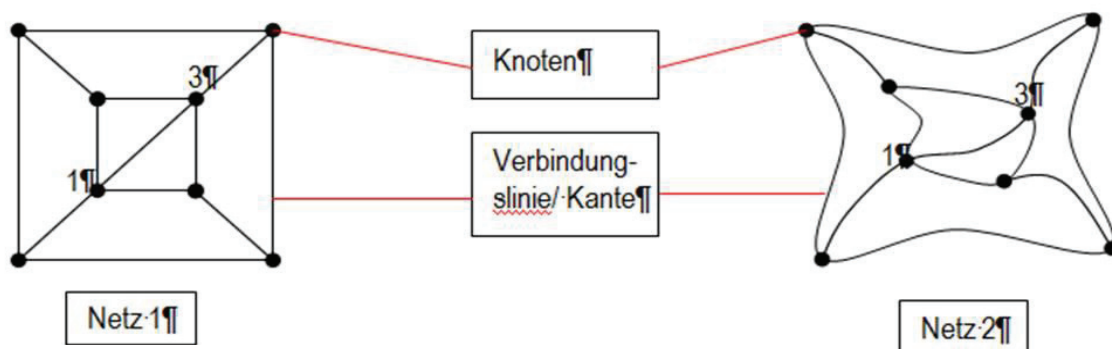 3¶
1¶
Knoten¶
Verbindung-
slinie/·Kante¶
3¶
1¶
Netz·1¶
Netz·2¶